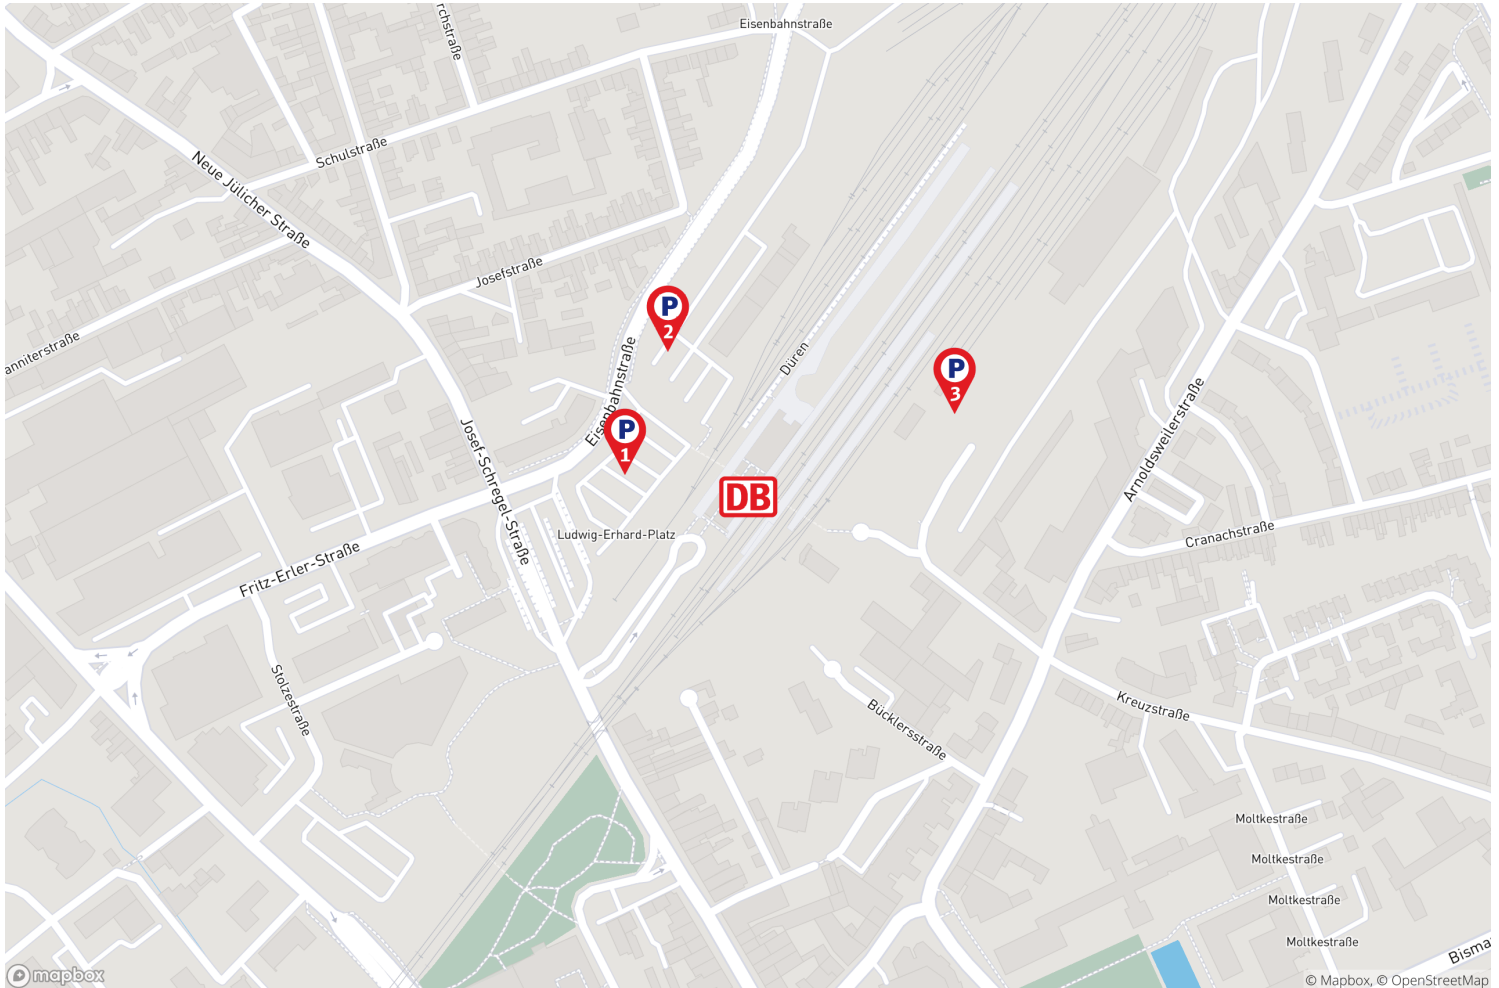 Eisenbahnstraße
rchstraße
Schulstraße
Neue Jülicher Straße
Josefstraße
anniterstraße
P
2
Düren
Eisenbahnstraße
P
3
Arnoldsweilerstraße
P
1
Josef-Schregel-Straße
DB
Ludwig-Erhard-Platz
Cranachstraße
Fritz-Erler-Straße
Stolzestraße
Kreuzstraße
Bücklersstraße
Moltkestraße
Moltkestraße
Moltkestraße
Moltkestraße
Bisma
mapbox
© Mapbox, © OpenStreetMap